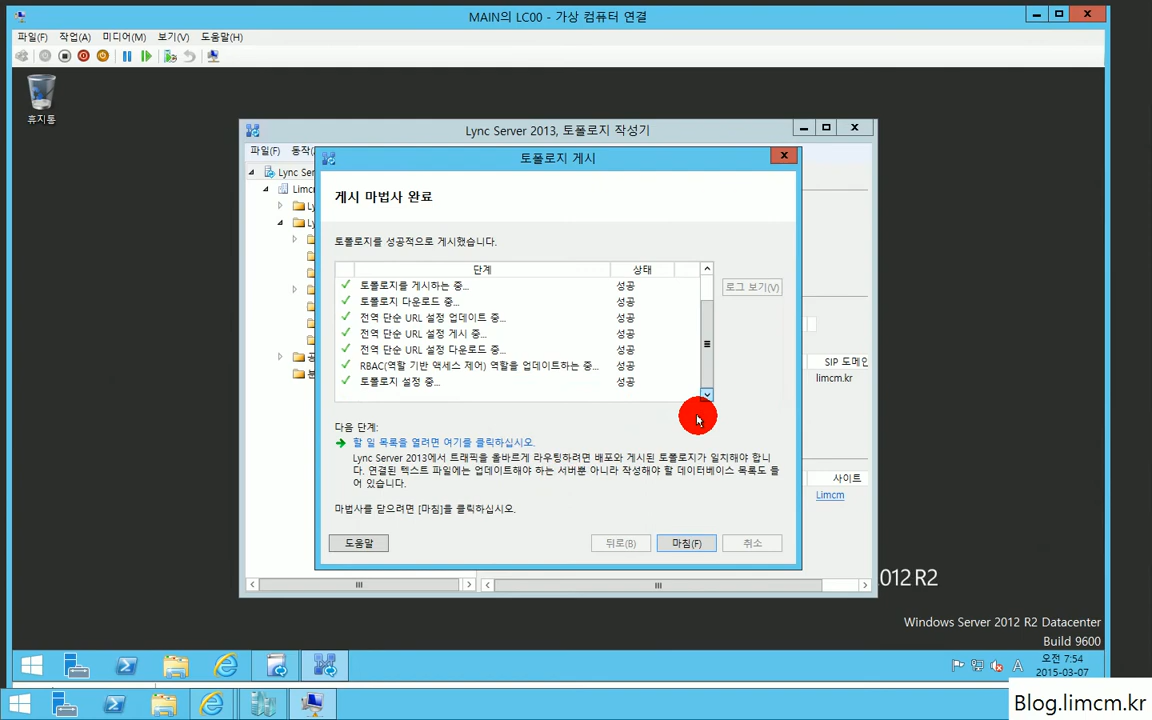 MAIN의 LC00 - 가상 컴퓨터 연결
파일(F) 작업(A) 미디어(M) 보기(V) 도움말(H)
휴지통
Lync Server 2013, 토폴로지 작성기
파일(F) 동작(
토폴로지 게시
Lync Ser
Limcm
게시 마법사 완료
토폴로지를 성공적으로 게시했습니다.
단계 상태
토폴로지를 게시하는 중... 성공
로그 보기(V)
토폴로지 다운로드 중... 성공
전역 단순 URL 설정 업데이트 중... 성공
전역 단순 URL 설정 게시 중... 성공
전역 단순 URL 설정 다운로드 중... 성공
RBAC(역할 기반 액세스 제어) 역할을 업데이트하는 중... 성공
토폴로지 설정 중... 성공
SIP 도메인
limcm.kr
다음 단계:
할 일 목록을 열려면 여기를 클릭하십시오.
Lync Server 2013에서 트래픽을 올바르게 라우팅하려면 배포와 게시된 토폴로지가 일치해야 합니
다. 연결된 텍스트 파일에는 업데이트해야 하는 서버뿐 아니라 작성해야 할 데이터베이스 목록도 들
어 있습니다.
사이트
Limcm
마법사를 닫으려면 [마침]을 클릭하십시오.
도움말 뒤로(B) 마침(F) 취소
012 R2
Windows Server 2012 R2 Datacenter
Build 9600
A 오전 7:54
2015-03-07
Blog.limcm.kr